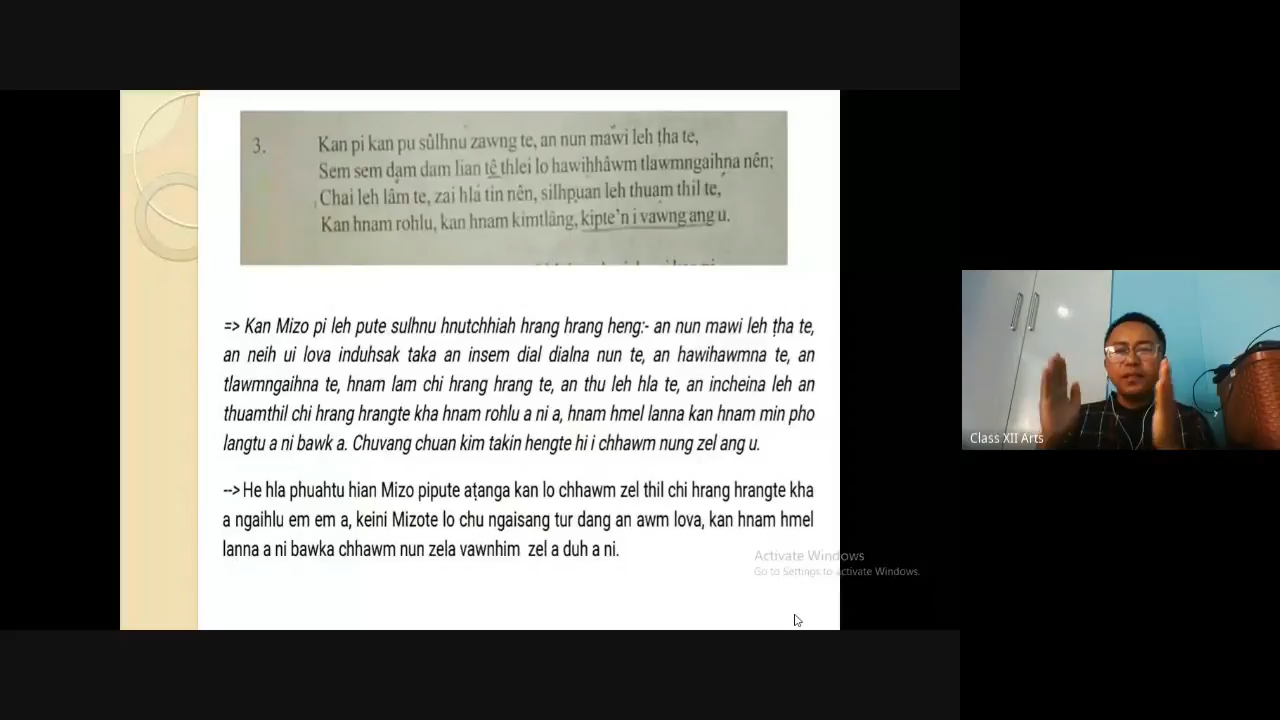 3. Kan pi kan pu sûlhnu zawng te, an nun mawi leh ṭha te,
Sem sem dam dam lian tê thlei lo hawihhâwm tlawmngaihna nên;
Chai leh lâm te, zai hla tin nên, silhpuan leh thuam thil te,
Kan hnam rohlu, kan hnam kimtlâng, kipte'n i vawng ang u.
=> Kan Mizo pi leh pute sulhnu hnutchhiah hrang hrang heng:- an nun mawi leh ṭha te,
an neih ui lova induhsak taka an insem dial dialna nun te, an hawihawmna te, an
tlawmngaihna te, hnam lam chi hrang hrang te, an thu leh hla te, an incheina leh an
thuamthil chi hrang hrangte kha hnam rohlu a ni a, hnam hmel lanna kan hnam min pho
langtu a ni bawk a. Chuvang chuan kim takin hengte hi i chhawm nung zel ang u.
--> He hla phuahtu hian Mizo pipute aṭanga kan lo chhawm zel thil chi hrang hrangte kha
a ngaihlu em em a, keini Mizote lo chu ngaisang tur dang an awm lova, kan hnam hmel
lanna a ni bawka chhawm nun zela vawnhim zel a duh a ni.
Activate Windows
Go to Settings to activate Windows.
Class XII Arts